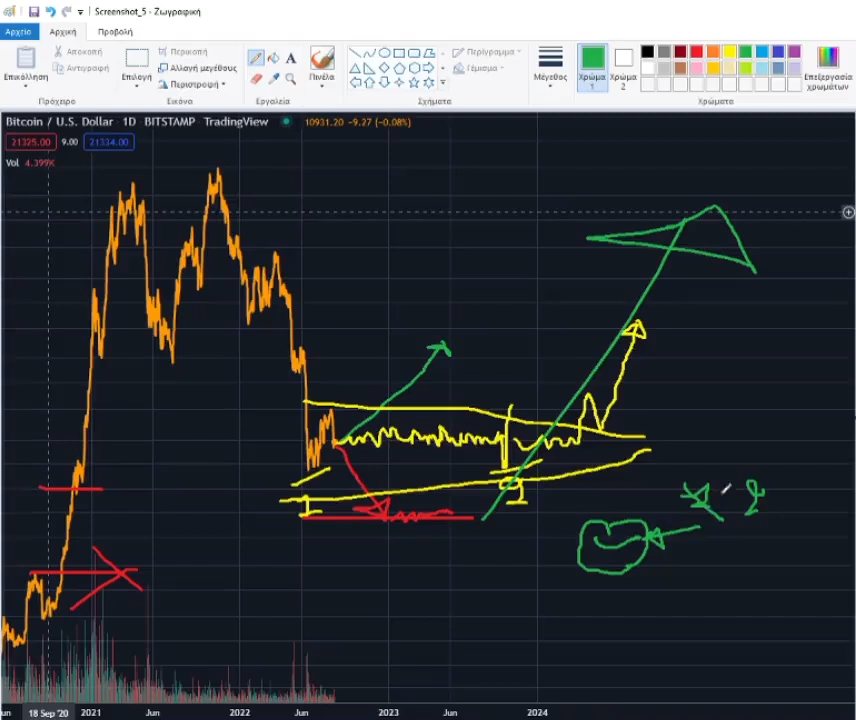 Screenshot_5 - Ζωγραφική
Αρχείο Αρχική Προβολή
Επικόλληση
Αποκοπή
Αντιγραφή
Πρόχειρο
Επιλογή
Περικοπή
Αλλαγή μεγέθους
Περιστροφή
Εικόνα
A
Εργαλεία
Πινέλα
Περίγραμμα
Γέμισμα
Σχήματα
Μέγεθος
Χρώμα 1
Χρώμα 2
Επεξεργασία χρωμάτων
Χρώματα
Bitcoin / U.S. Dollar · 1D · BITSTAMP · TradingView 10931.20 −9.27 (−0.08%)
21325.00 9.00 21334.00
Vol 4.399K
un 18 Sep '20 2021 Jun 2022 Jun 2023 Jun 2024